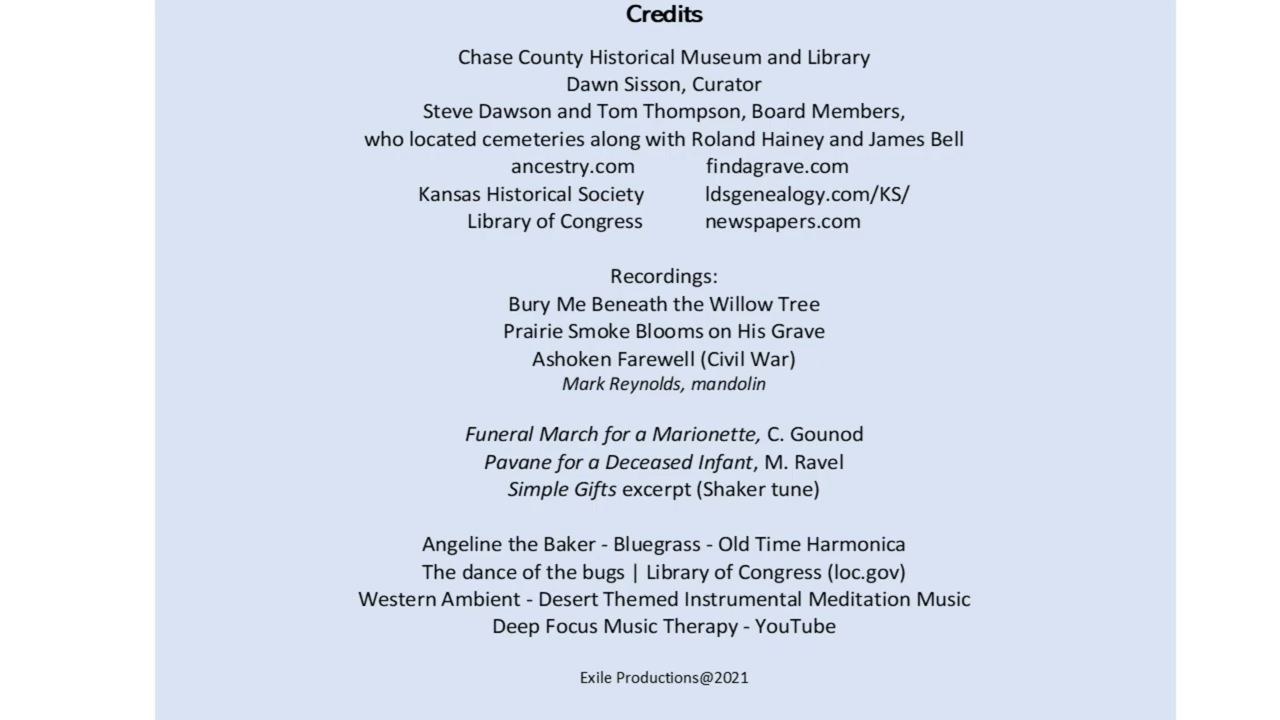 Credits
Chase County Historical Museum and Library
Dawn Sisson, Curator
Steve Dawson and Tom Thompson, Board Members,
who located cemeteries along with Roland Hainey and James Bell
ancestry.com findagrave.com
Kansas Historical Society ldsgenealogy.com/KS/
Library of Congress newspapers.com
Recordings:
Bury Me Beneath the Willow Tree
Prairie Smoke Blooms on His Grave
Ashoken Farewell (Civil War)
Mark Reynolds, mandolin
Funeral March for a Marionette, C. Gounod
Pavane for a Deceased Infant, M. Ravel
Simple Gifts excerpt (Shaker tune)
Angeline the Baker - Bluegrass - Old Time Harmonica
The dance of the bugs | Library of Congress (loc.gov)
Western Ambient - Desert Themed Instrumental Meditation Music
Deep Focus Music Therapy - YouTube
Exile Productions@2021